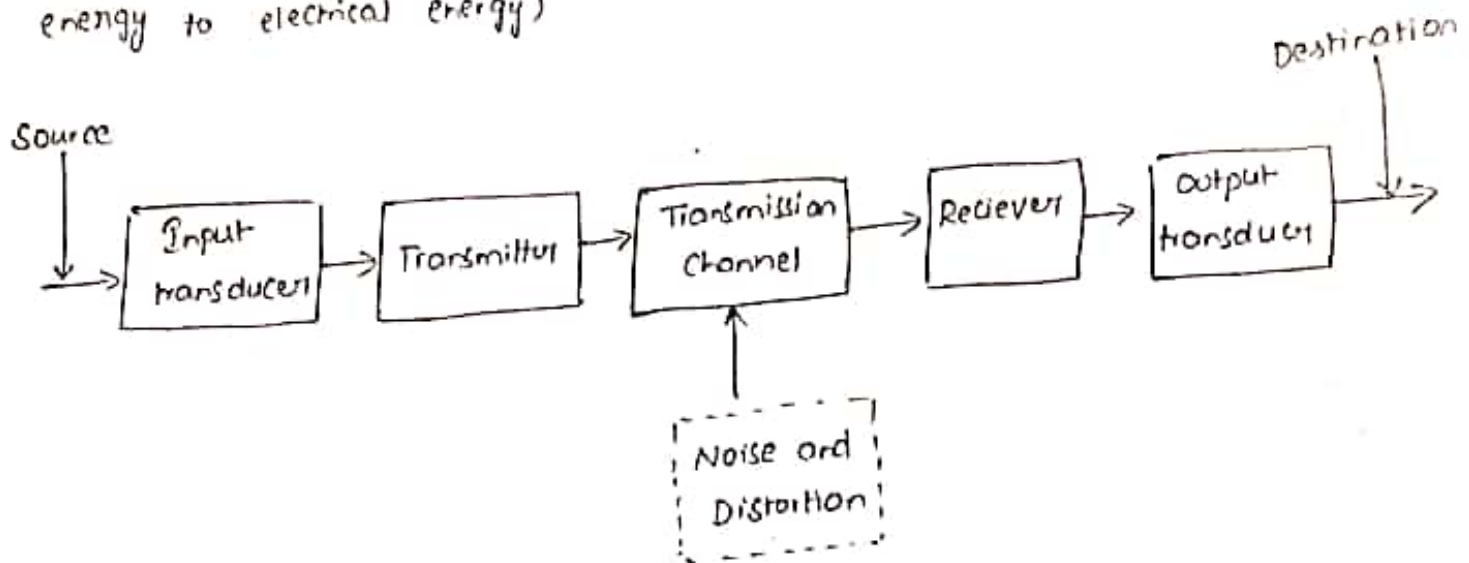 energy to electrical energy)
Destination
Source
Input
transducer
Transmitter
Transmission
Channel
Reciever
Output
transducer
Noise and
Distortion